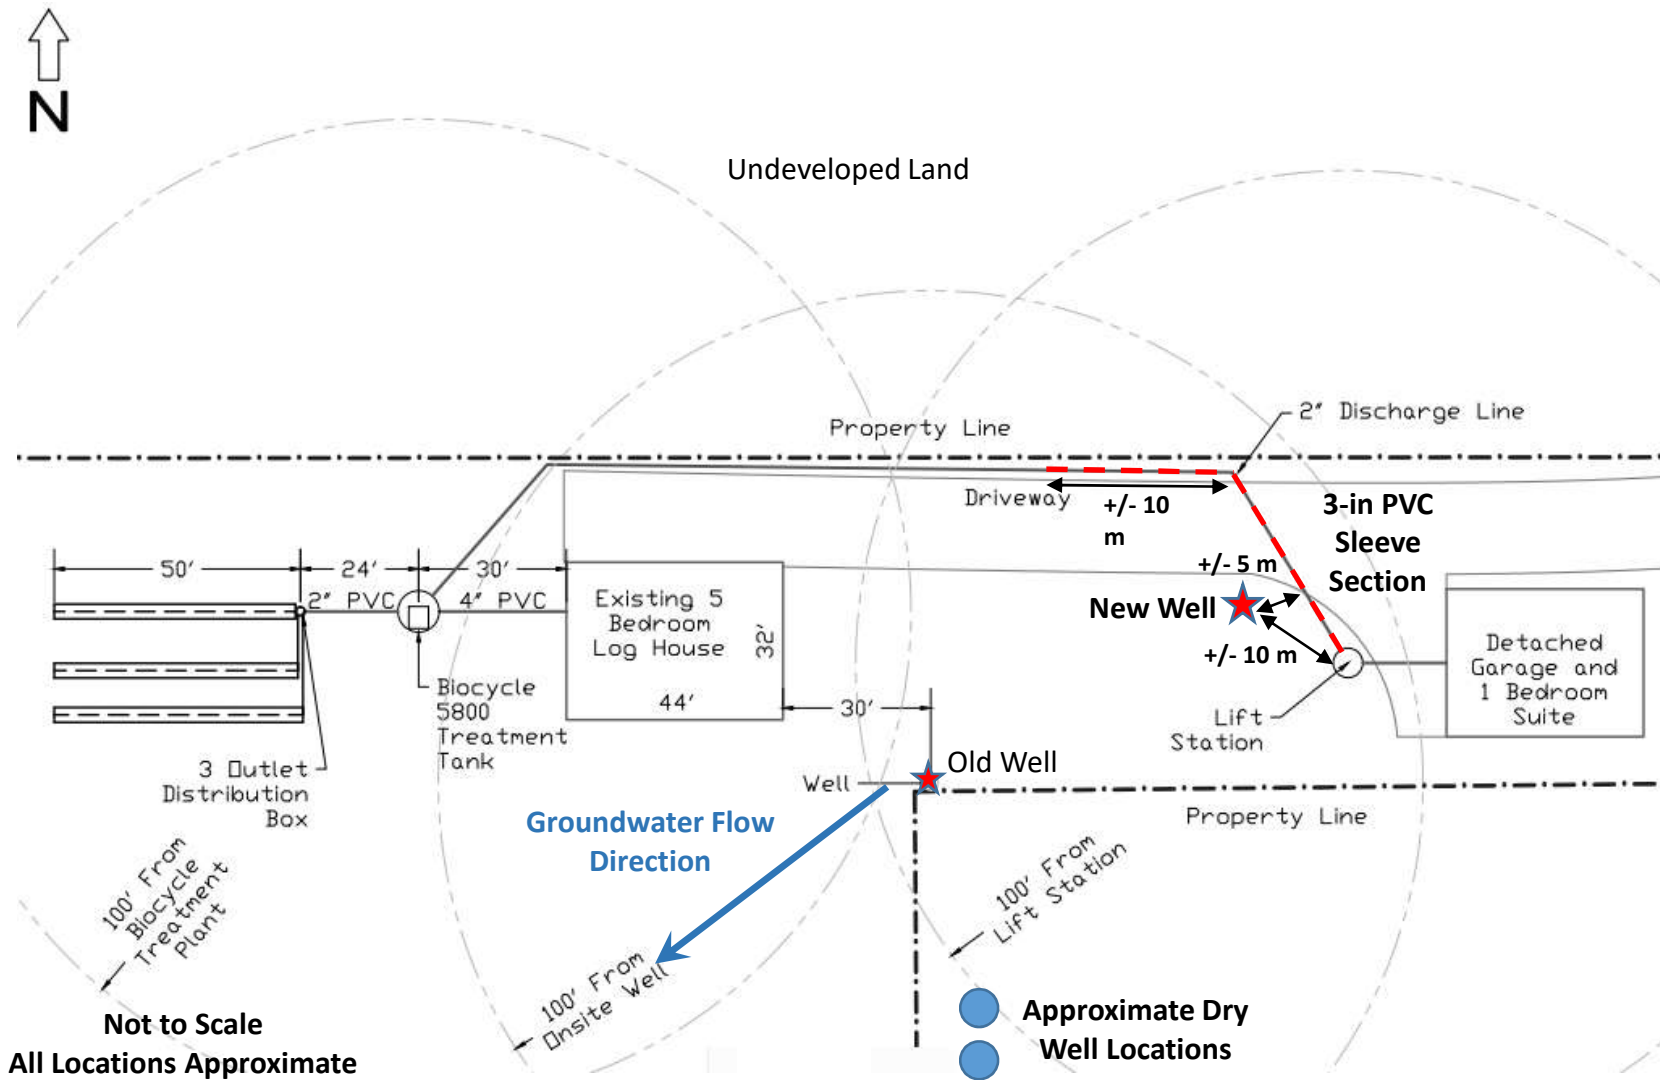 N
Undeveloped Land
2" Discharge Line
Property Line
Driveway
+/- 10
m
3-in PVC
Sleeve
Section
+/- 5 m
50'
24'
30'
2" PVC
4" PVC
Existing 5
Bedroom
Log House
32'
44'
New Well
+/- 10 m
Detached
Garage and
1 Bedroom
Suite
Biocycle
5800
Treatment
Tank
30'
Lift
Station
3 Outlet
Distribution
Box
Well
Old Well
Property Line
Groundwater Flow
Direction
100' From
Biocycle
Treatment
Plant
100' From
Lift Station
100' From
Onsite Well
Not to Scale
All Locations Approximate
Approximate Dry
Well Locations